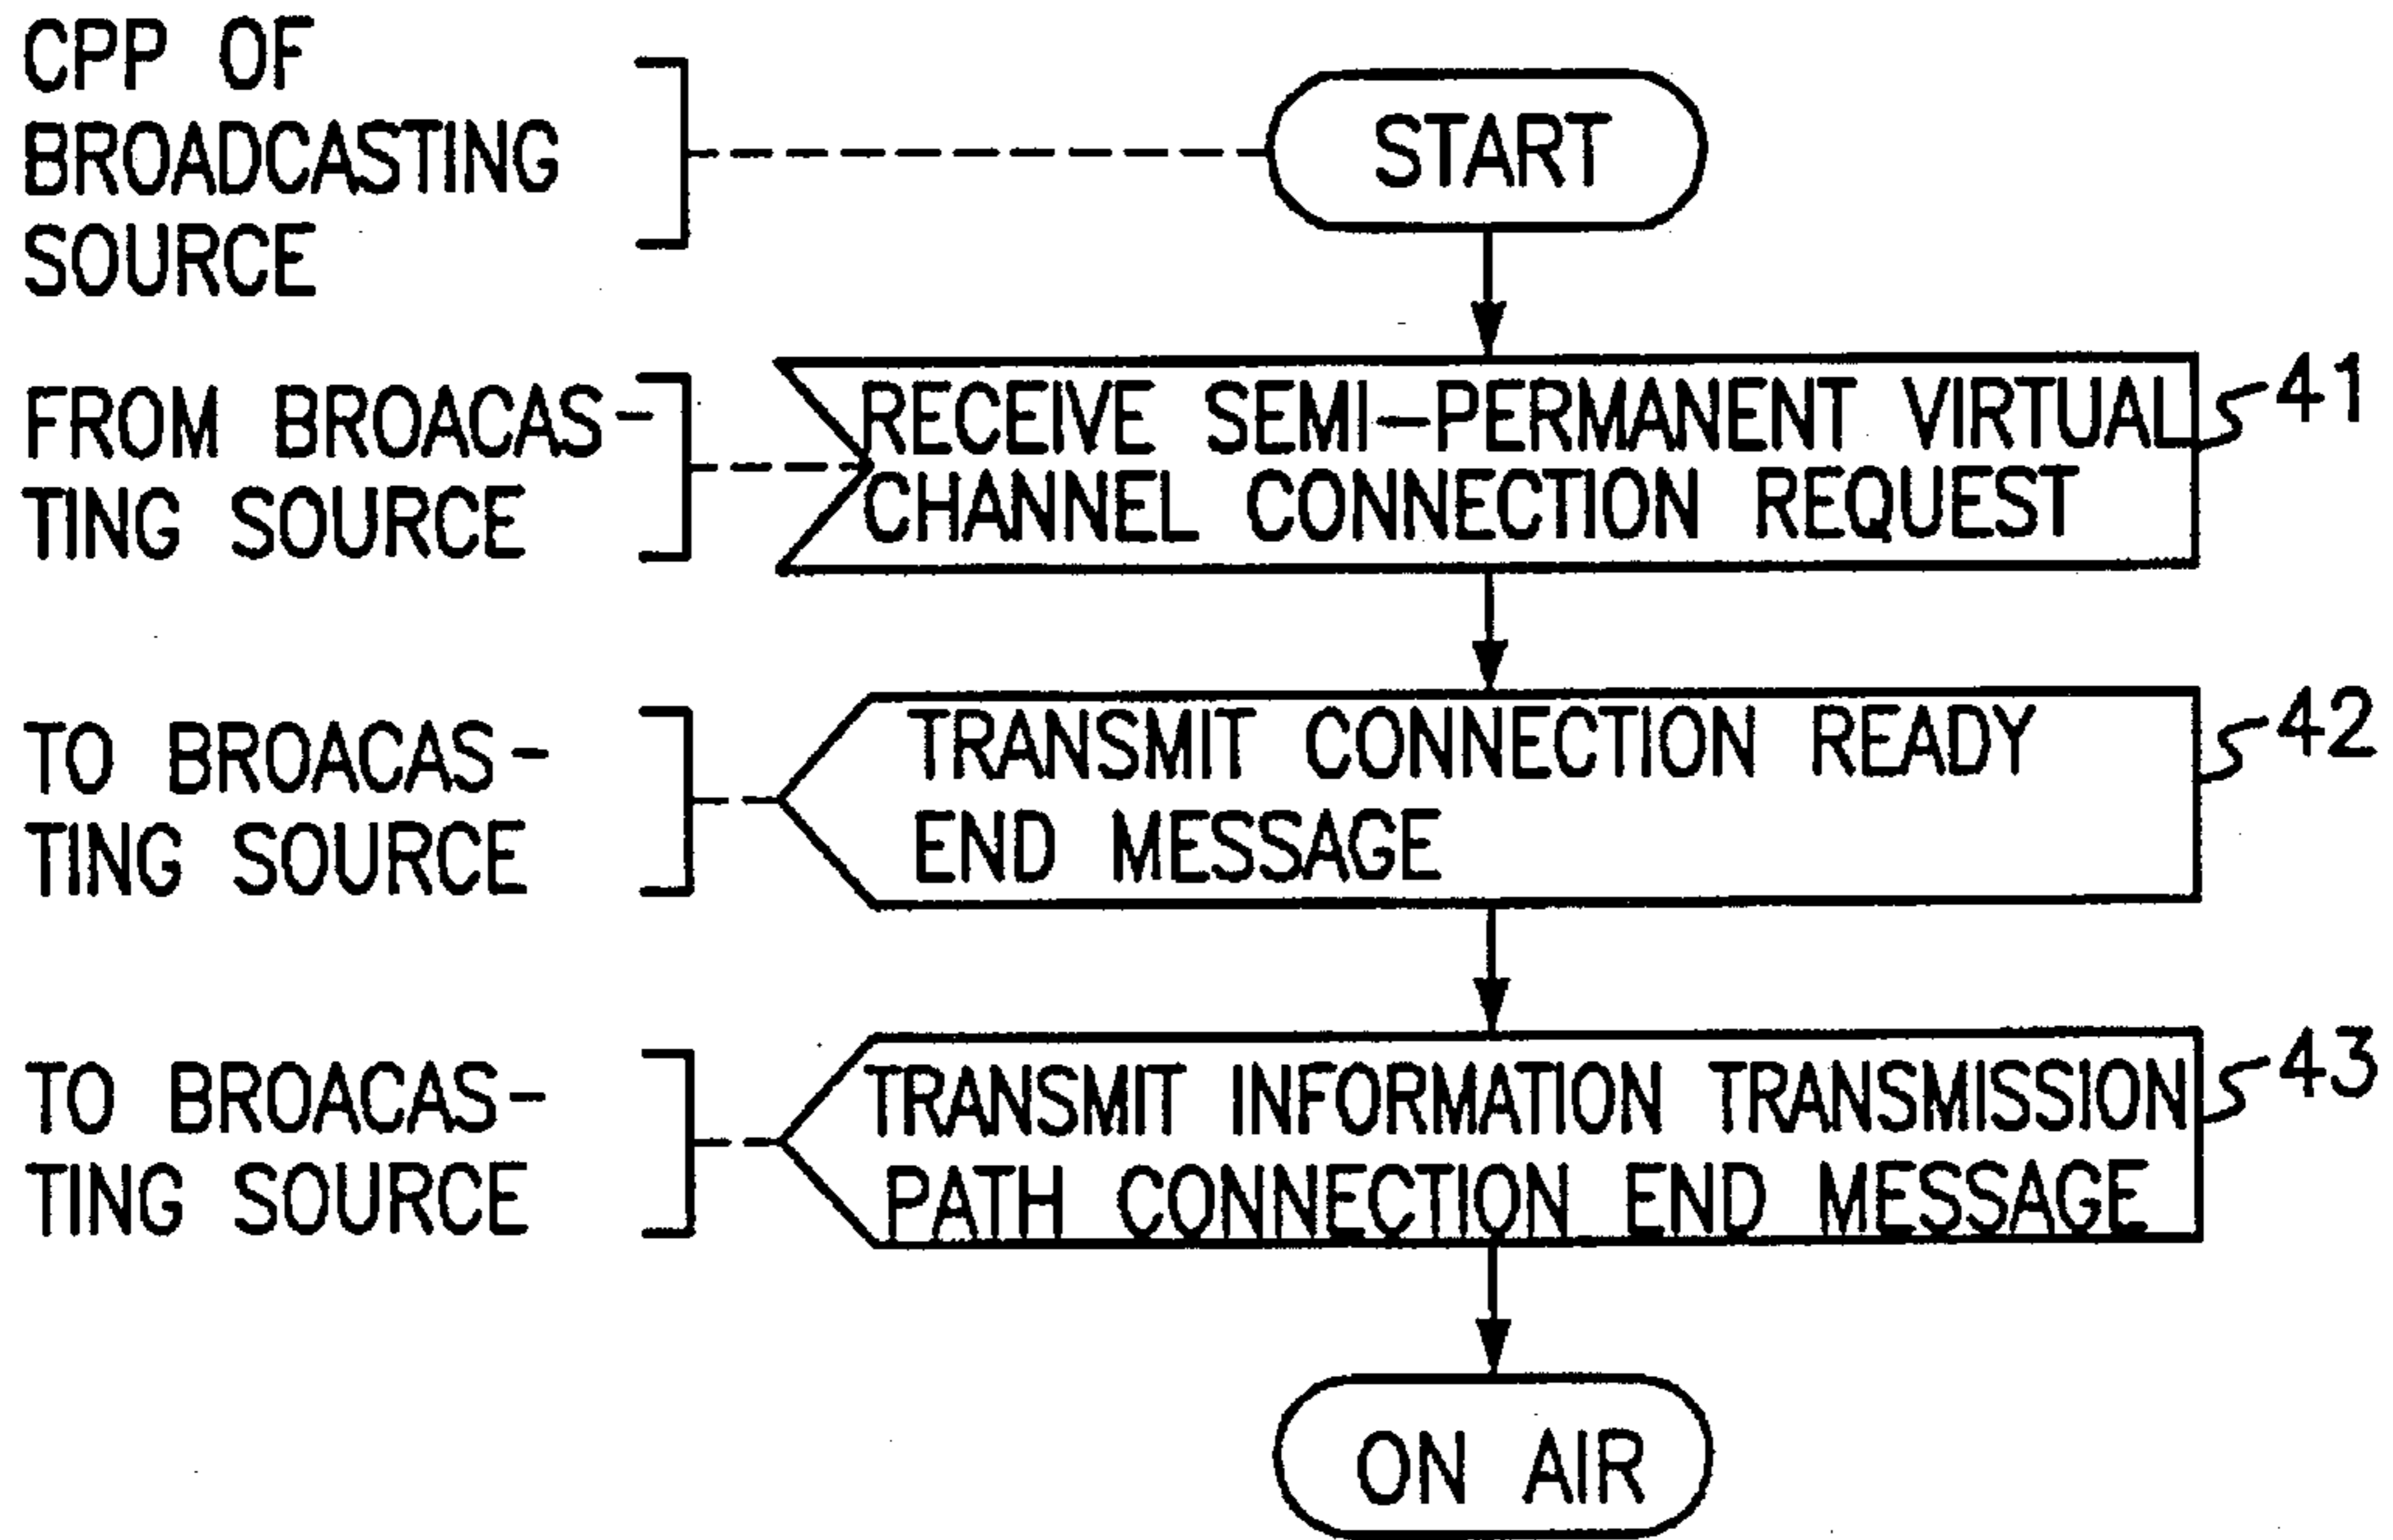 CPP OF
BROADCASTING
SOURCE
START
FROM BROACAS-
TING SOURCE
RECEIVE SEMI-PERMANENT VIRTUAL
CHANNEL CONNECTION REQUEST
41
TO BROACAS-
TING SOURCE
TRANSMIT CONNECTION READY
END MESSAGE
42
TO BROACAS-
TING SOURCE
TRANSMIT INFORMATION TRANSMISSION
PATH CONNECTION END MESSAGE
43
ON AIR